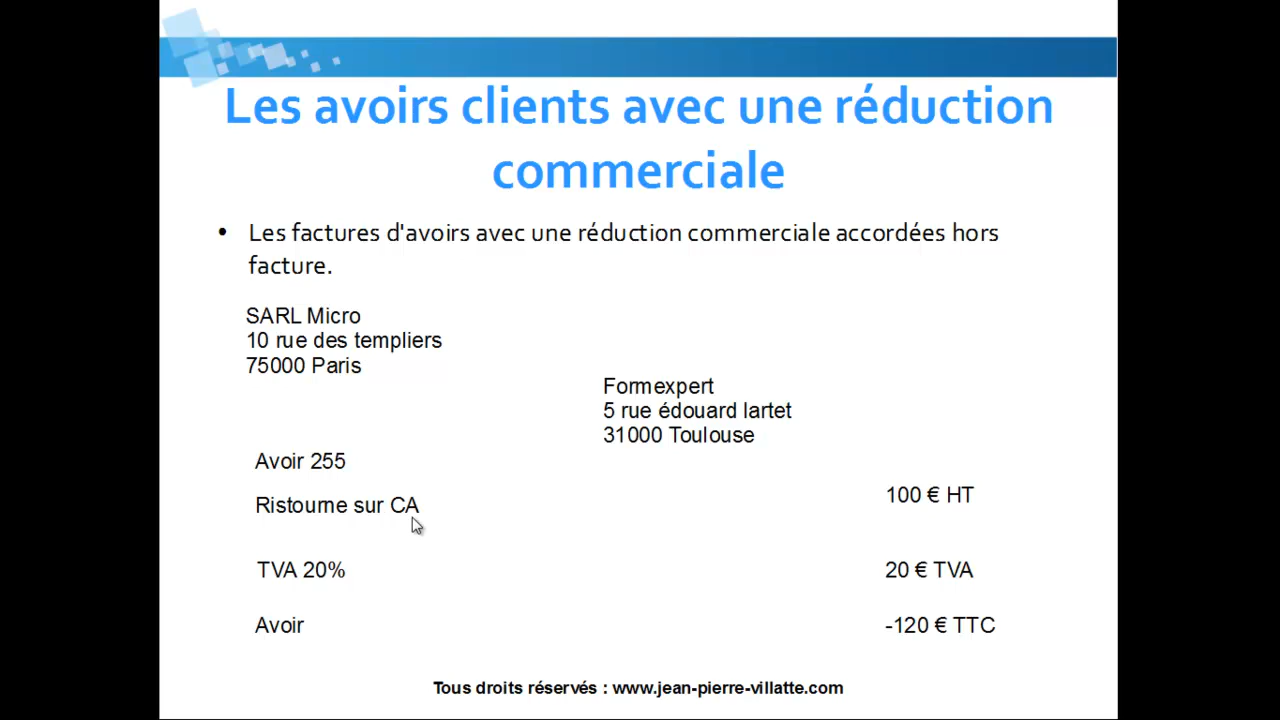 Les avoirs clients avec une réduction
commerciale
• Les factures d'avoirs avec une réduction commerciale accordées hors
facture.
SARL Micro
10 rue des templiers
75000 Paris
Formexpert
5 rue édouard lartet
31000 Toulouse
Avoir 255
Ristourne sur CA
100 € HT
TVA 20%
20 € TVA
Avoir
-120 € TTC
Tous droits réservés : www.jean-pierre-villatte.com